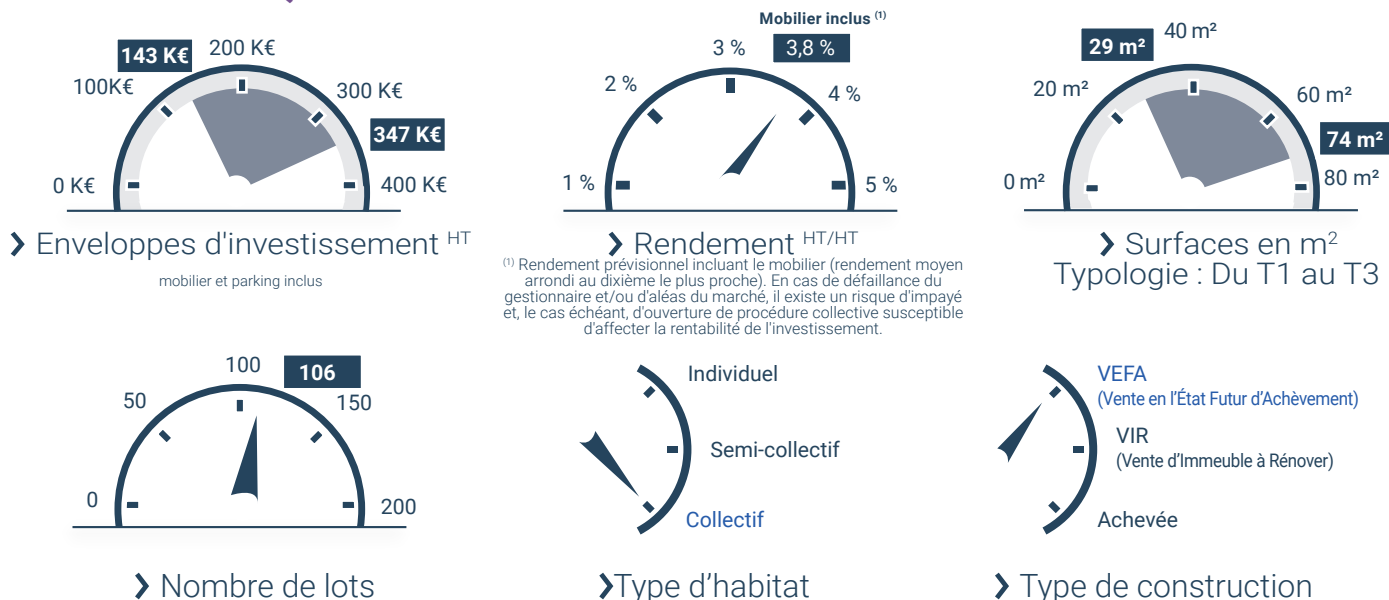 143 K€
200 K€
100K€
300 K€
347 K€
0 K€
400 K€
Enveloppes d'investissement HT
mobilier et parking inclus
Mobilier inclus (1)
3 %
3,8 %
2 %
4 %
1 %
5 %
Rendement HT/HT
(1) Rendement prévisionnel incluant le mobilier (rendement moyen
arrondi au dixième le plus proche). En cas de défaillance du
gestionnaire et/ou d'aléas du marché, il existe un risque d'impayé
et, le cas échéant, d'ouverture de procédure collective susceptible
d'affecter la rentabilité de l'investissement.
29 m²
40 m²
20 m²
60 m²
74 m²
0 m²
80 m²
Surfaces en m²
Typologie : Du T1 au T3
100
106
50
150
0
200
Nombre de lots
Individuel
Semi-collectif
Collectif
Type d’habitat
VEFA
(Vente en l’État Futur d’Achèvement)
VIR
(Vente d’Immeuble à Rénover)
Achevée
Type de construction